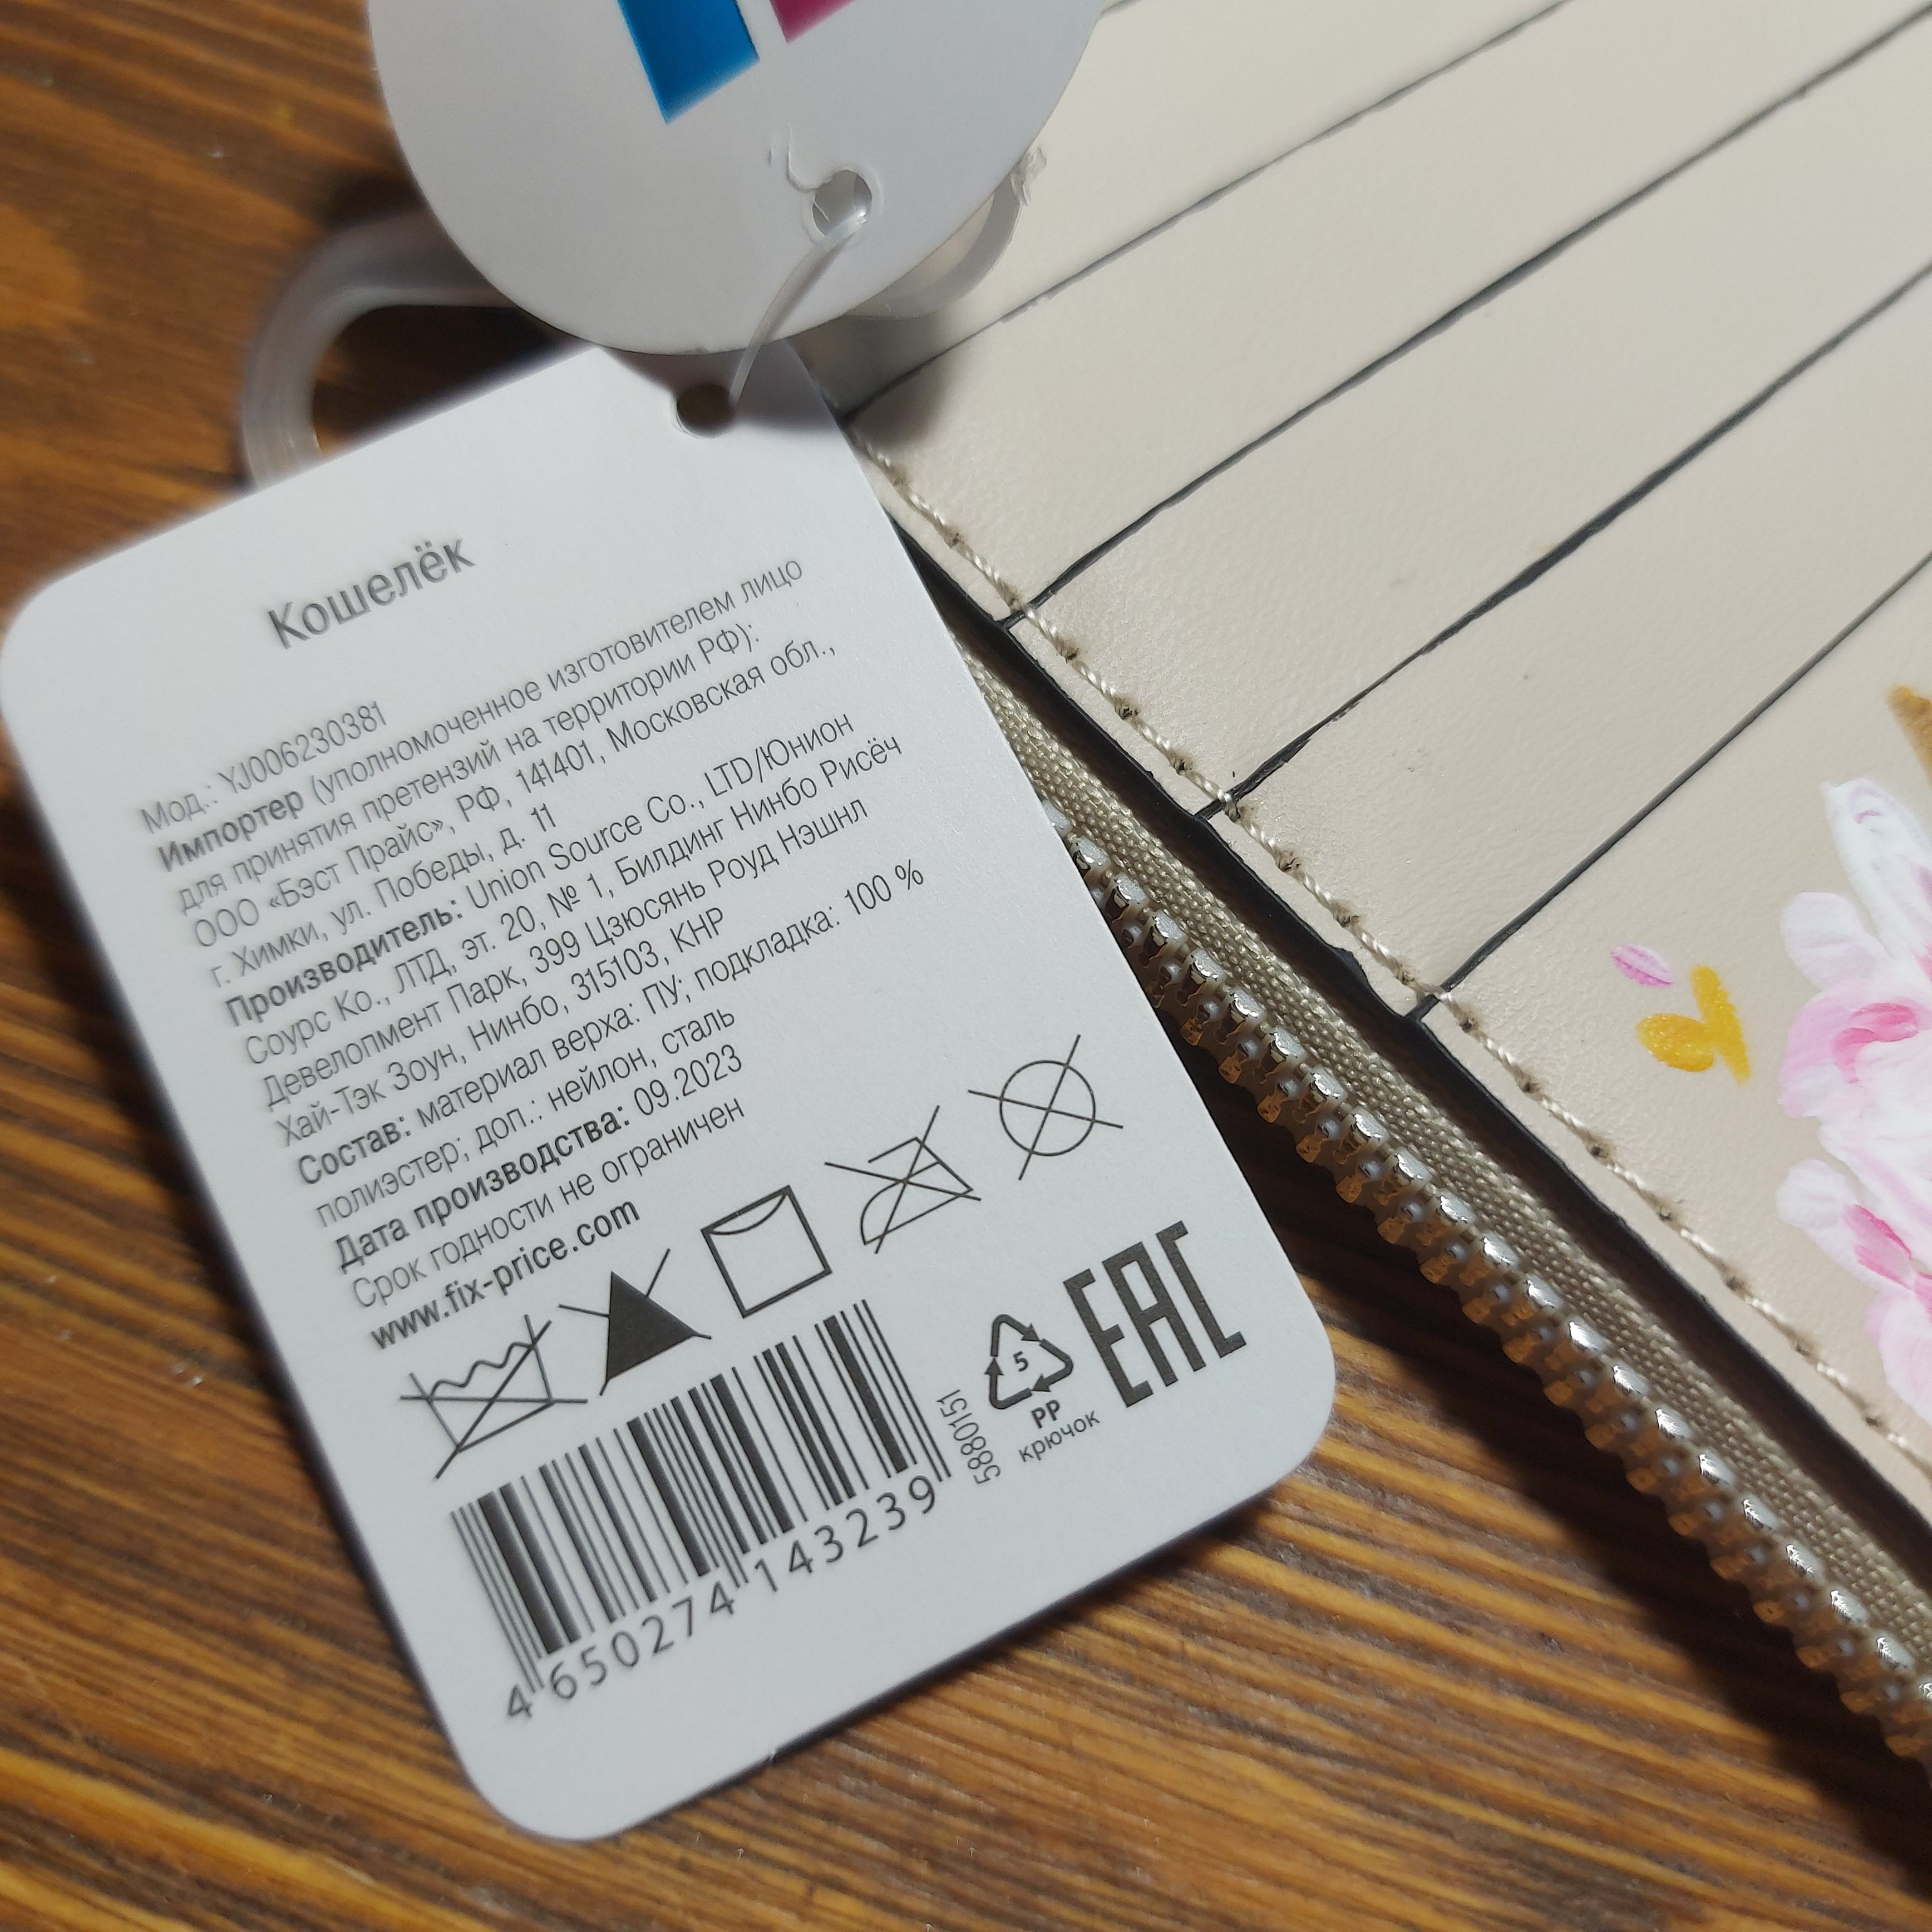 Кошелёк
Мод.: YJ006230381
Импортер (уполномоченное изготовителем лицо
для принятия претензий на территории РФ):
ООО «Бэст Прайс», РФ, 141401, Московская обл.,
г. Химки, ул. Победы, д. 11
Производитель: Union Source Co., LTD/Юнион
Соурс Ко., ЛТД, эт. 20, № 1, Билдинг Нинбо Рисёч
Девелопмент Парк, 399 Цзюсянь Роуд Нэшнл
Хай-Тэк Зоун, Нинбо, 315103, КНР
Состав: материал верха: ПУ; подкладка: 100 %
полиэстер; доп.: нейлон, сталь
Дата производства: 09.2023
Срок годности не ограничен
www.fix-price.com
5
PP
крючок
EAC
5880151
4 650274 143239